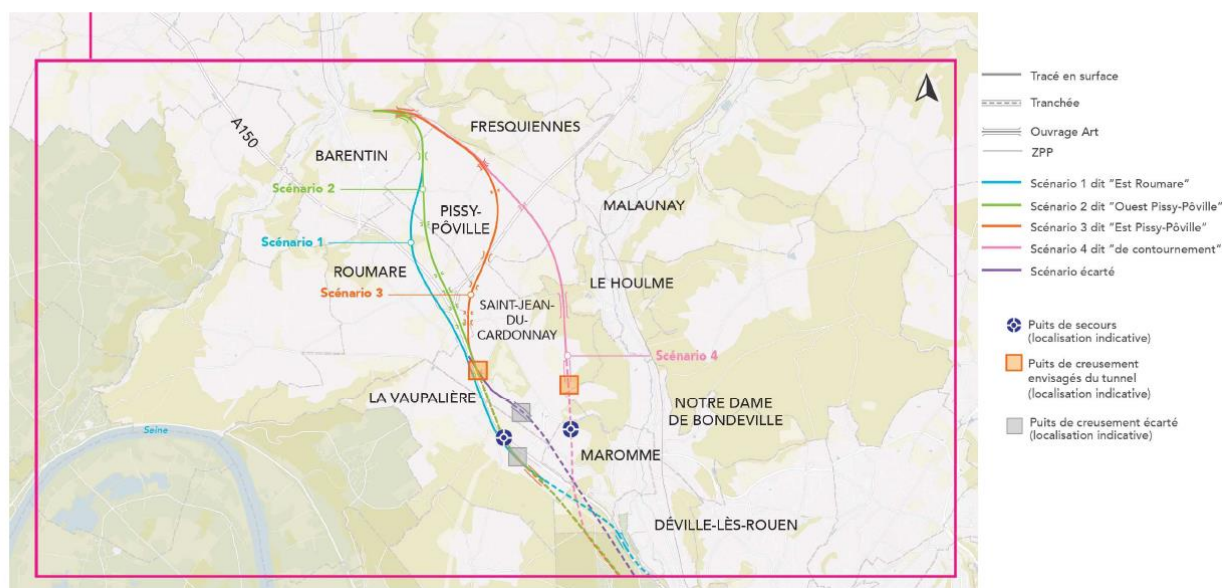 A150
FRESQUIENNES
BARENTIN
Scénario 2
PISSY-
PÔVILLE
MALAUNAY
Scénario 1
ROUMARE
LE HOULME
Scénario 3
SAINT-JEAN-
DU-
CARDONNAY
Scénario 4
LA VAUPALIÈRE
NOTRE DAME
DE BONDEVILLE
Seine
MAROMME
DÉVILLE-LÈS-ROUEN
Tracé en surface
Tranchée
Ouvrage Art
ZPP
Scénario 1 dit "Est Roumare"
Scénario 2 dit "Ouest Pissy-Pôville"
Scénario 3 dit "Est Pissy-Pôville"
Scénario 4 dit "de contournement"
Scénario écarté
Puits de secours
(localisation indicative)
Puits de creusement
envisagés du tunnel
(localisation indicative)
Puits de creusement écarté
(localisation indicative)